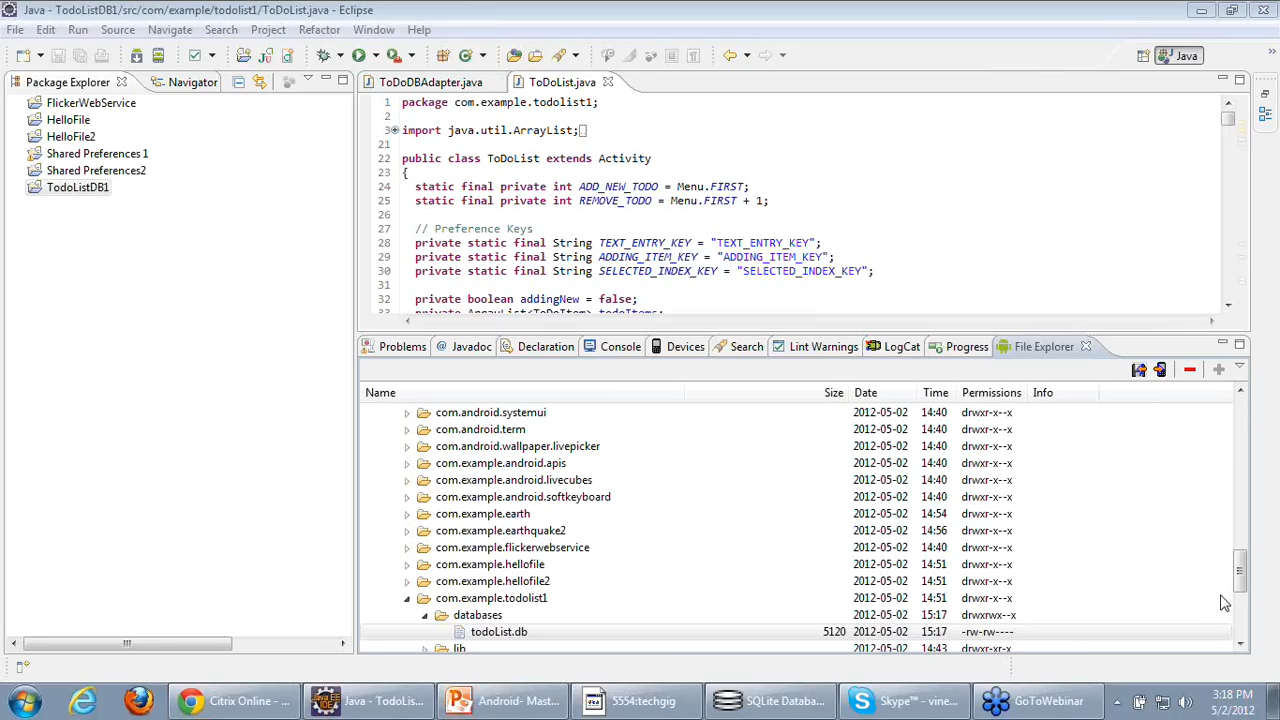 Java - TodoListDB1/src/com/example/todolist1/ToDoList.java - Eclipse
File Edit Run Source Navigate Search Project Refactor Window Help
Java
Package Explorer Navigator
ToDoDBAdapter.java ToDoList.java
FlickerWebService
HelloFile
HelloFile2
Shared Preferences1
Shared Preferences2
TodoListDB1
1 package com.example.todolist1;
2
3 import java.util.ArrayList;
21
22 public class ToDoList extends Activity
23 {
24 static final private int ADD_NEW_TODO = Menu.FIRST;
25 static final private int REMOVE_TODO = Menu.FIRST + 1;
26
27 // Preference Keys
28 private static final String TEXT_ENTRY_KEY = "TEXT_ENTRY_KEY";
29 private static final String ADDING_ITEM_KEY = "ADDING_ITEM_KEY";
30 private static final String SELECTED_INDEX_KEY = "SELECTED_INDEX_KEY";
31
32 private boolean addingNew = false;
33 private ArrayList<ToDoItem> todoItems;
Problems @ Javadoc Declaration Console Devices Search Lint Warnings LogCat Progress File Explorer
Name Size Date Time Permissions Info
com.android.systemui 2012-05-02 14:40 drwxr-x--x
com.android.term 2012-05-02 14:40 drwxr-x--x
com.android.wallpaper.livepicker 2012-05-02 14:40 drwxr-x--x
com.example.android.apis 2012-05-02 14:40 drwxr-x--x
com.example.android.livecubes 2012-05-02 14:40 drwxr-x--x
com.example.android.softkeyboard 2012-05-02 14:40 drwxr-x--x
com.example.earth 2012-05-02 14:54 drwxr-x--x
com.example.earthquake2 2012-05-02 14:56 drwxr-x--x
com.example.flickerwebservice 2012-05-02 14:40 drwxr-x--x
com.example.hellofile 2012-05-02 14:51 drwxr-x--x
com.example.hellofile2 2012-05-02 14:51 drwxr-x--x
com.example.todolist1 2012-05-02 14:51 drwxr-x--x
databases 2012-05-02 15:17 drwxrwx--x
todoList.db 5120 2012-05-02 15:17 -rw-rw----
lib 2012-05-02 14:43 drwxr-xr-x
Citrix Online - ... Java - TodoLis... Android- Mast... 5554:techgig SQLite Databa... Skype™ - vine... GoToWebinar
3:18 PM
5/2/2012